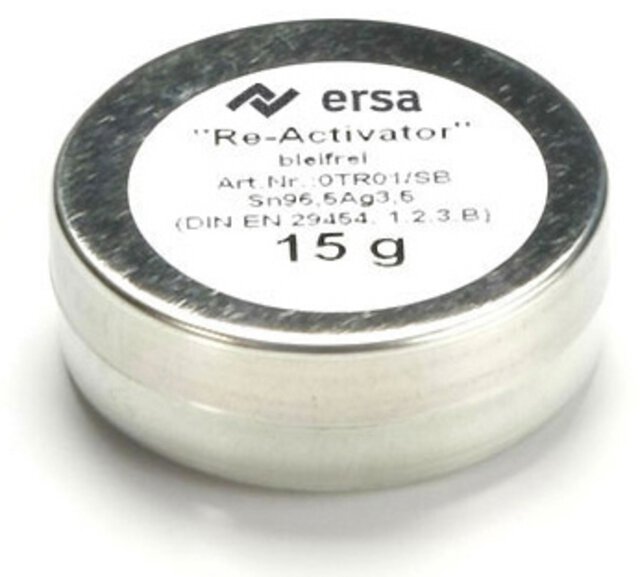 ersa
"Re-Activator"
bleifrei
Art.Nr.:0TR01/SB
Sn96,5Ag3,5
(DIN EN 29454, 1.2.3.B)
15 g